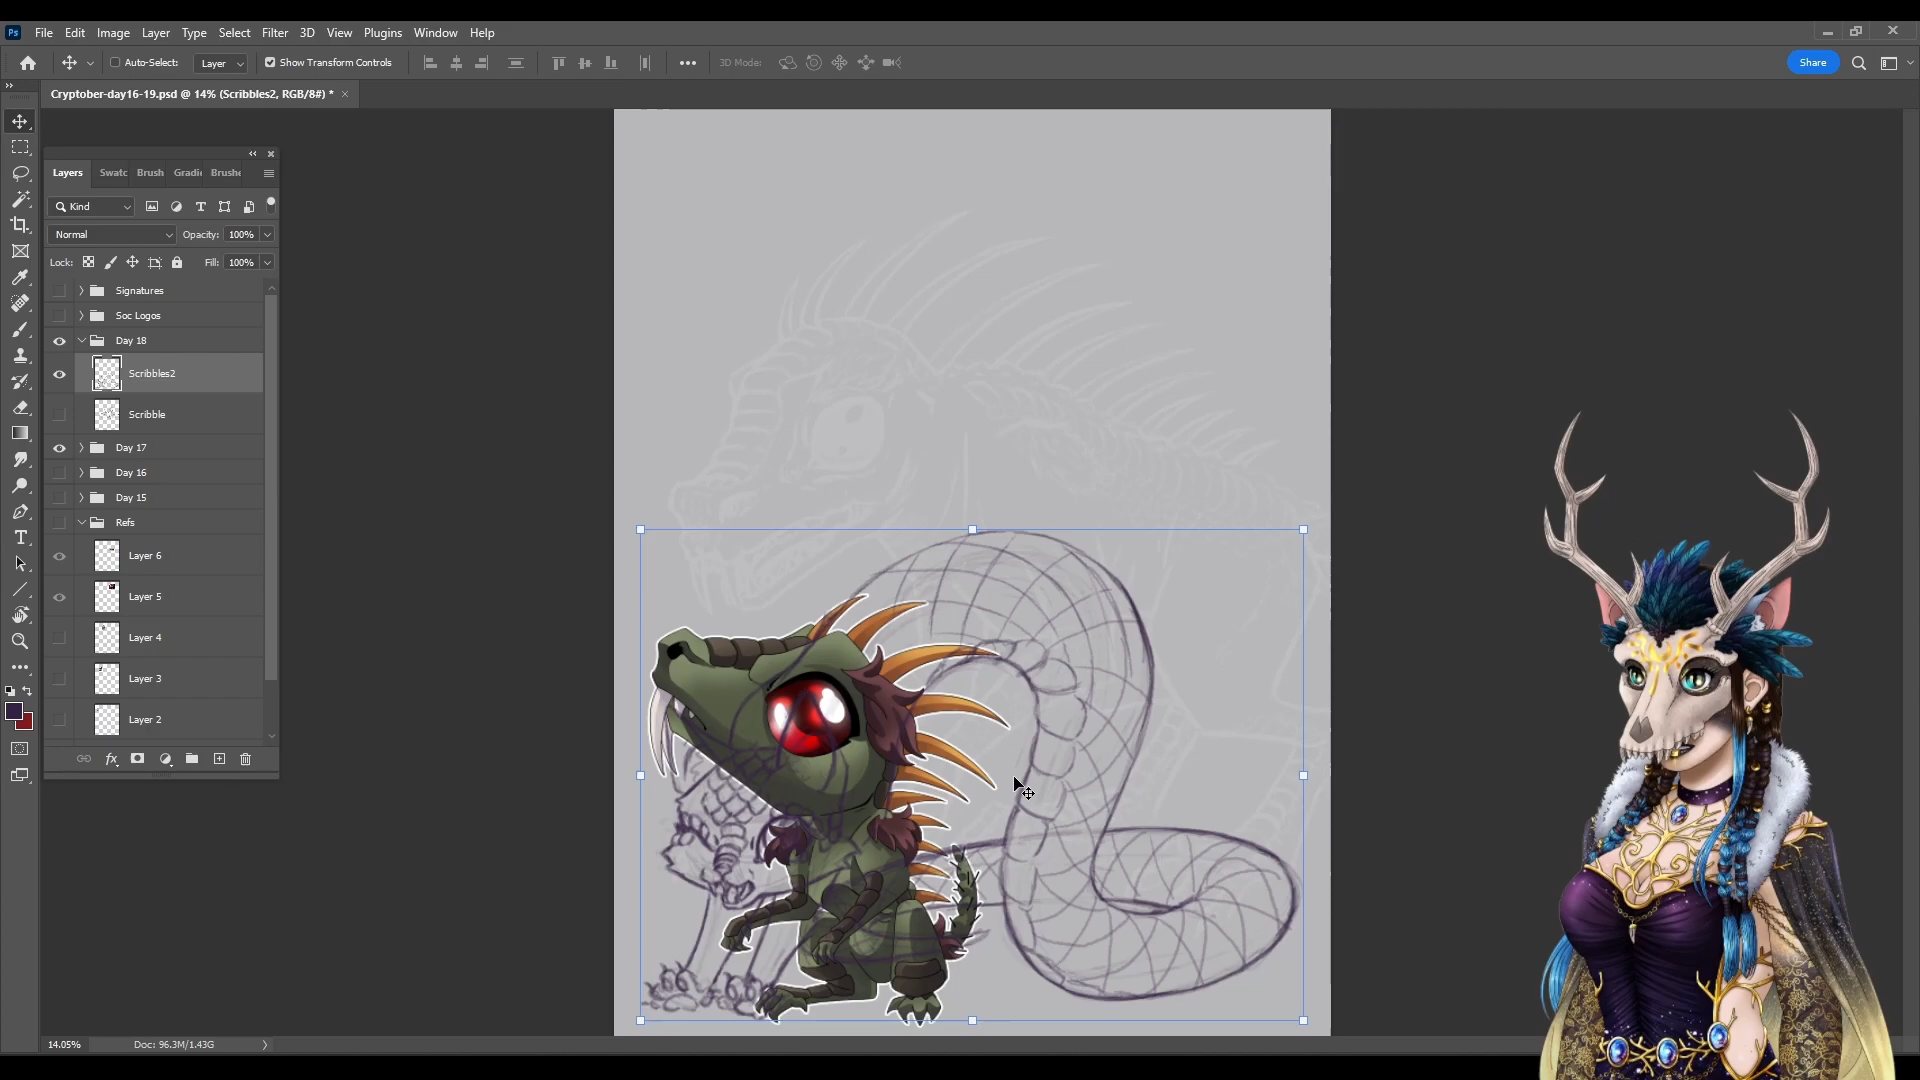 Ps File Edit Image Layer Type Select Filter 3D View Plugins Window Help
Auto-Select: Layer Show Transform Controls 3D Mode: Share
Cryptober-day16-19.psd @ 14% (Scribbles2, RGB/8#) *
Layers Swatc Brush Gradi Brushe
Kind
Normal Opacity: 100%
Lock: Fill: 100%
Signatures
Soc Logos
Day 18
Scribbles2
Scribble
Day 17
Day 16
Day 15
Refs
Layer 6
Layer 5
Layer 4
Layer 3
Layer 2
fx
14.05% Doc: 96.3M/1.43G